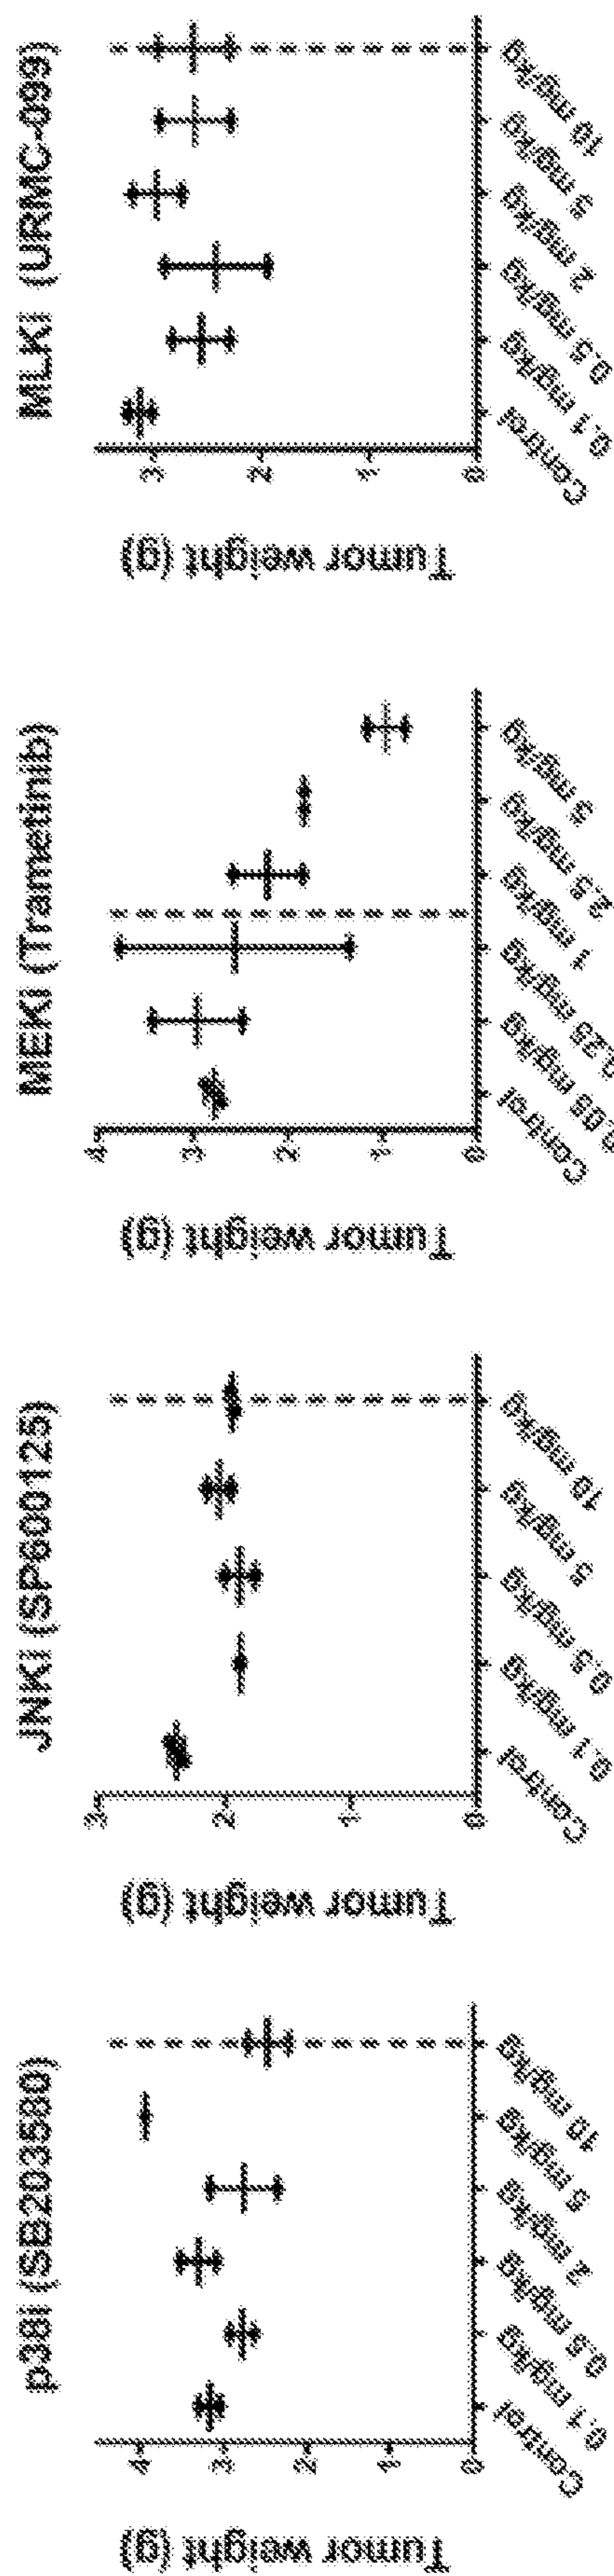 p38i (SB203580)
Tumor weight (g)
4
3
2
1
0
Control
0.1 mg/kg
0.5 mg/kg
2 mg/kg
5 mg/kg
10 mg/kg
JNKi (SP600125)
Tumor weight (g)
3
2
1
0
Control
0.1 mg/kg
0.5 mg/kg
5 mg/kg
10 mg/kg
MEKi (Trametinib)
Tumor weight (g)
4
3
2
1
0
Control
0.05 mg/kg
0.25 mg/kg
1 mg/kg
2.5 mg/kg
5 mg/kg
MLKi (URMC-099)
Tumor weight (g)
3
2
1
0
Control
0.1 mg/kg
0.5 mg/kg
2 mg/kg
5 mg/kg
10 mg/kg